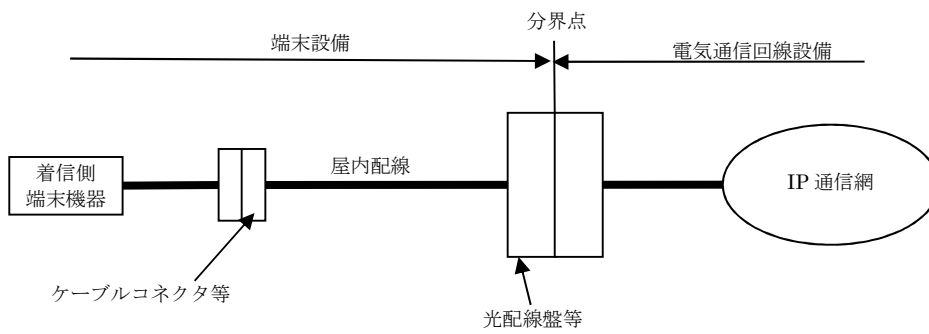 分界点
端末設備
電気通信回線設備
着信側
端末機器
屋内配線
IP 通信網
ケーブルコネクタ等
光配線盤等